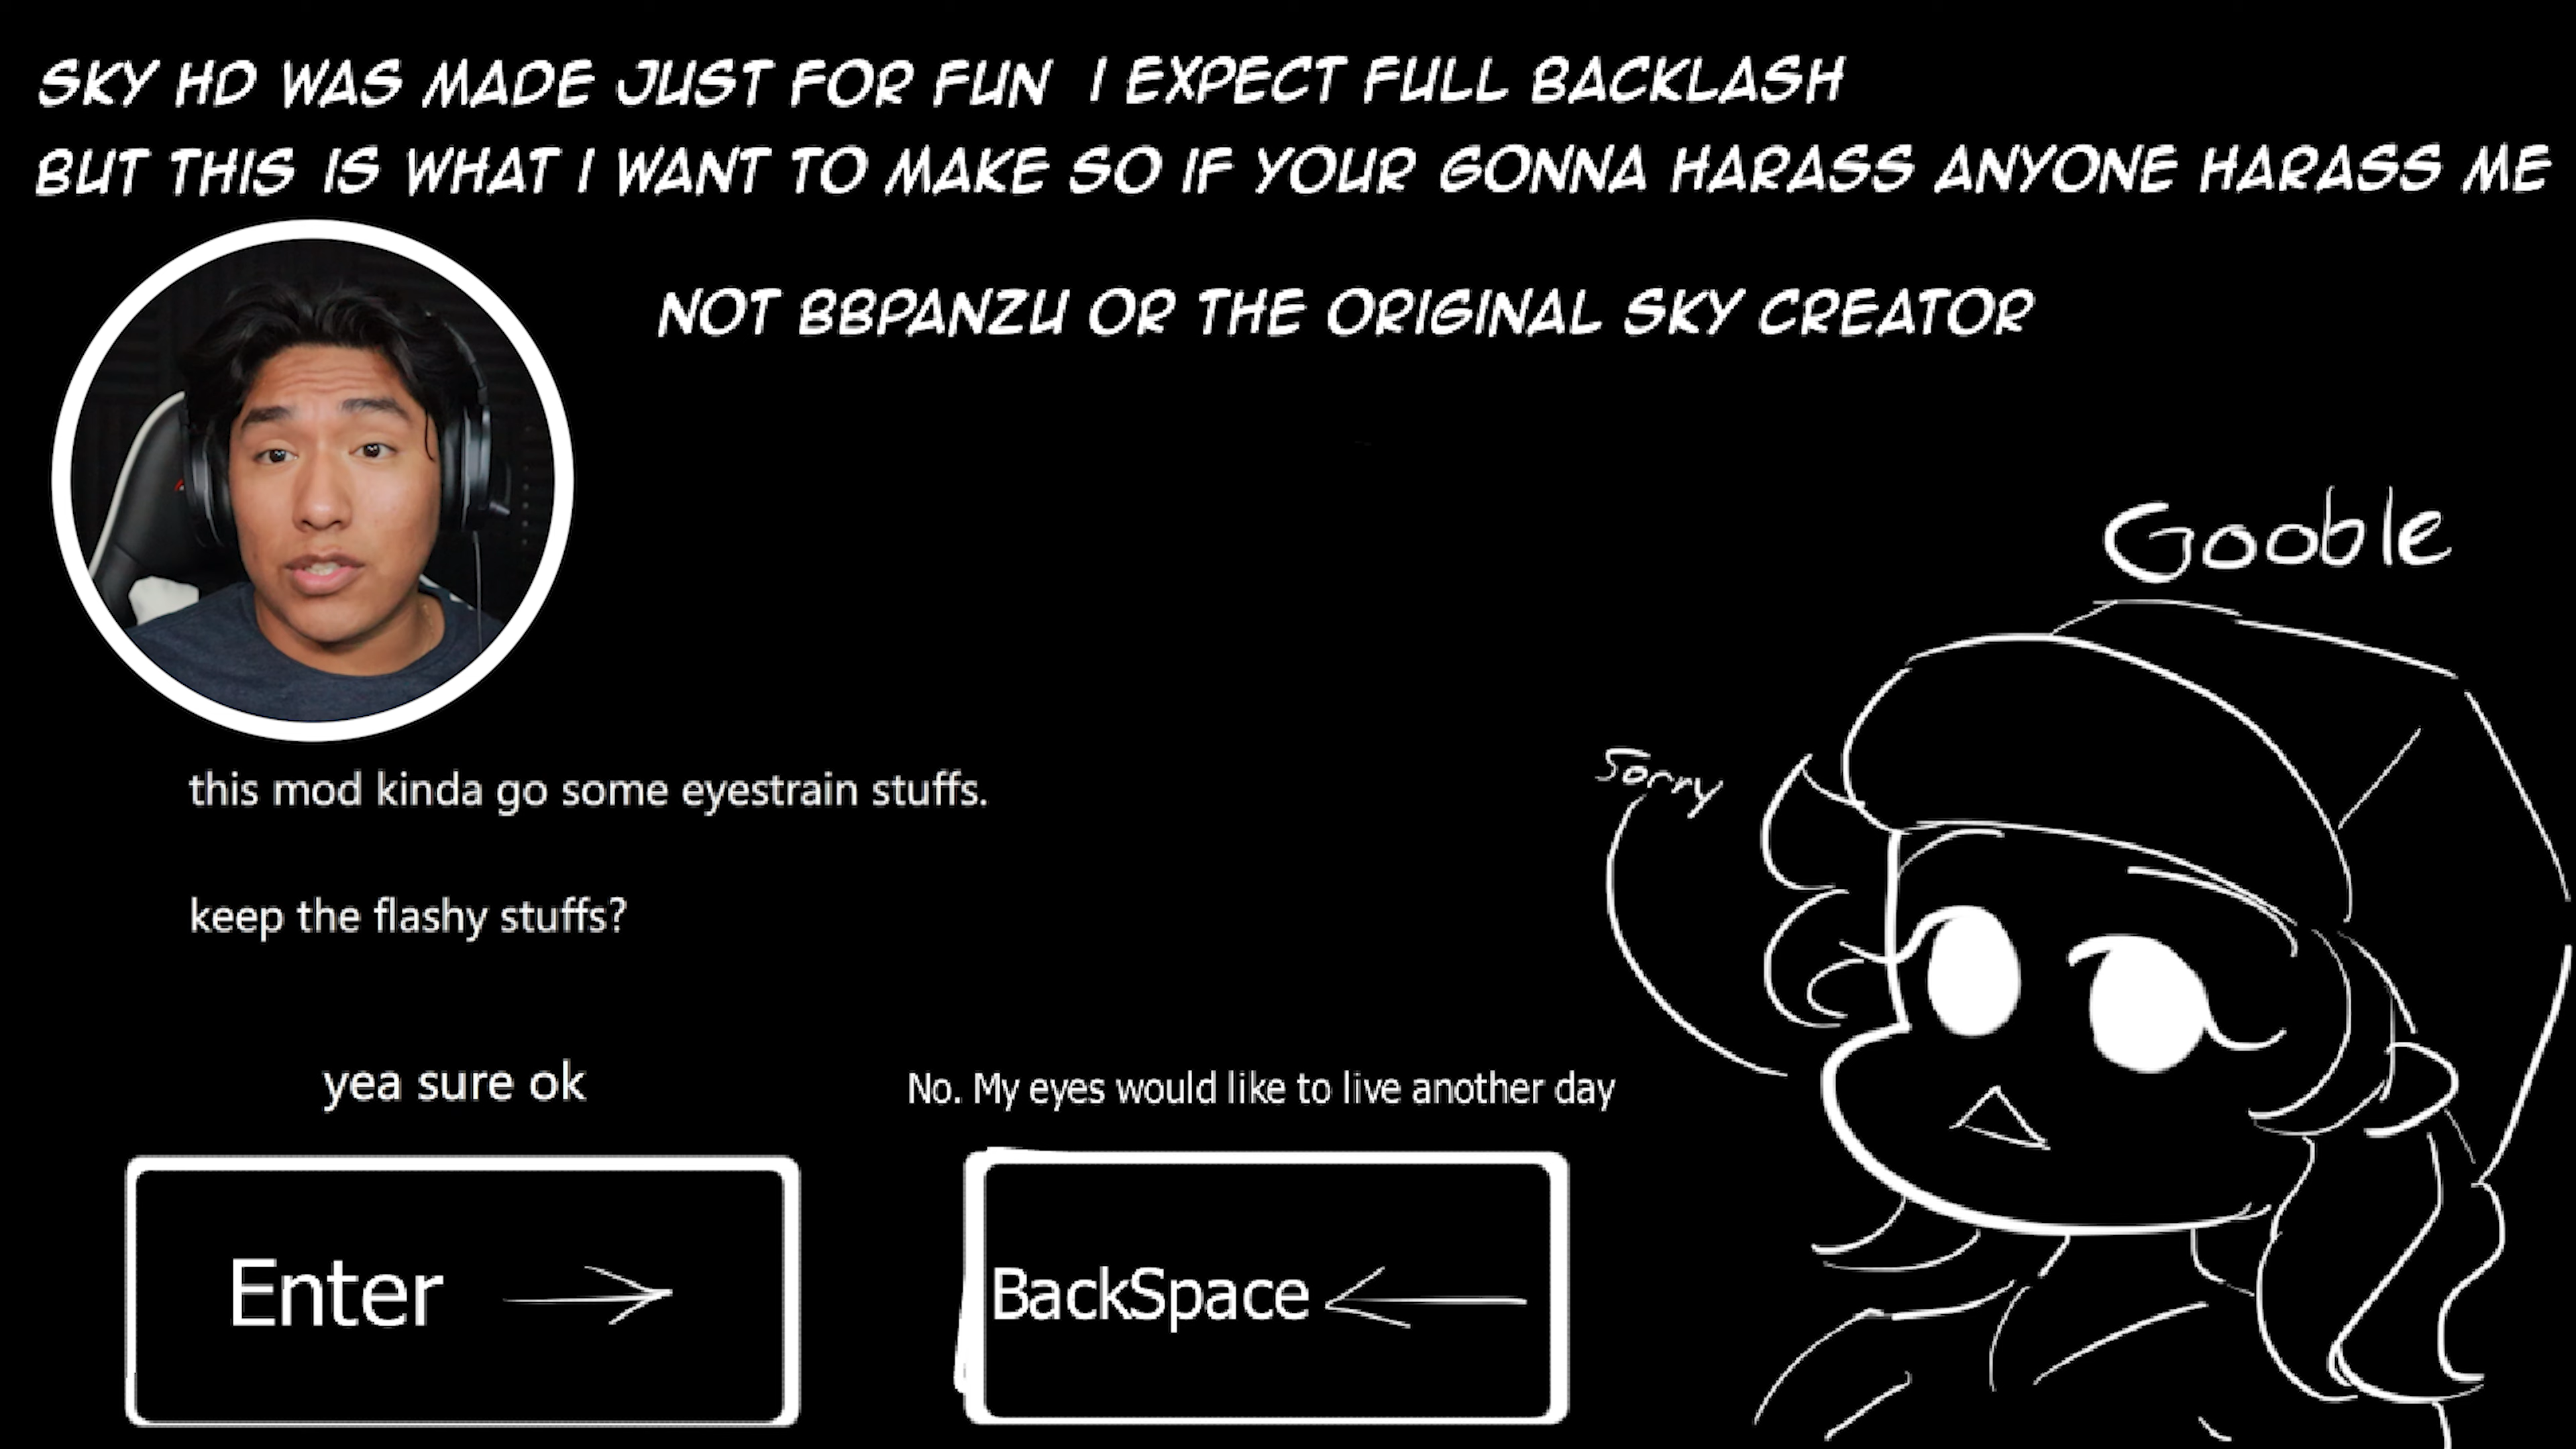 SKY HD WAS MADE JUST FOR FUN I EXPECT FULL BACKLASH
BUT THIS IS WHAT I WANT TO MAKE SO IF YOUR GONNA HARASS ANYONE HARASS ME
NOT BBPANZU OR THE ORIGINAL SKY CREATOR
Gooble
Sorry
this mod kinda go some eyestrain stuffs.
keep the flashy stuffs?
yea sure ok
No. My eyes would like to live another day
Enter
BackSpace